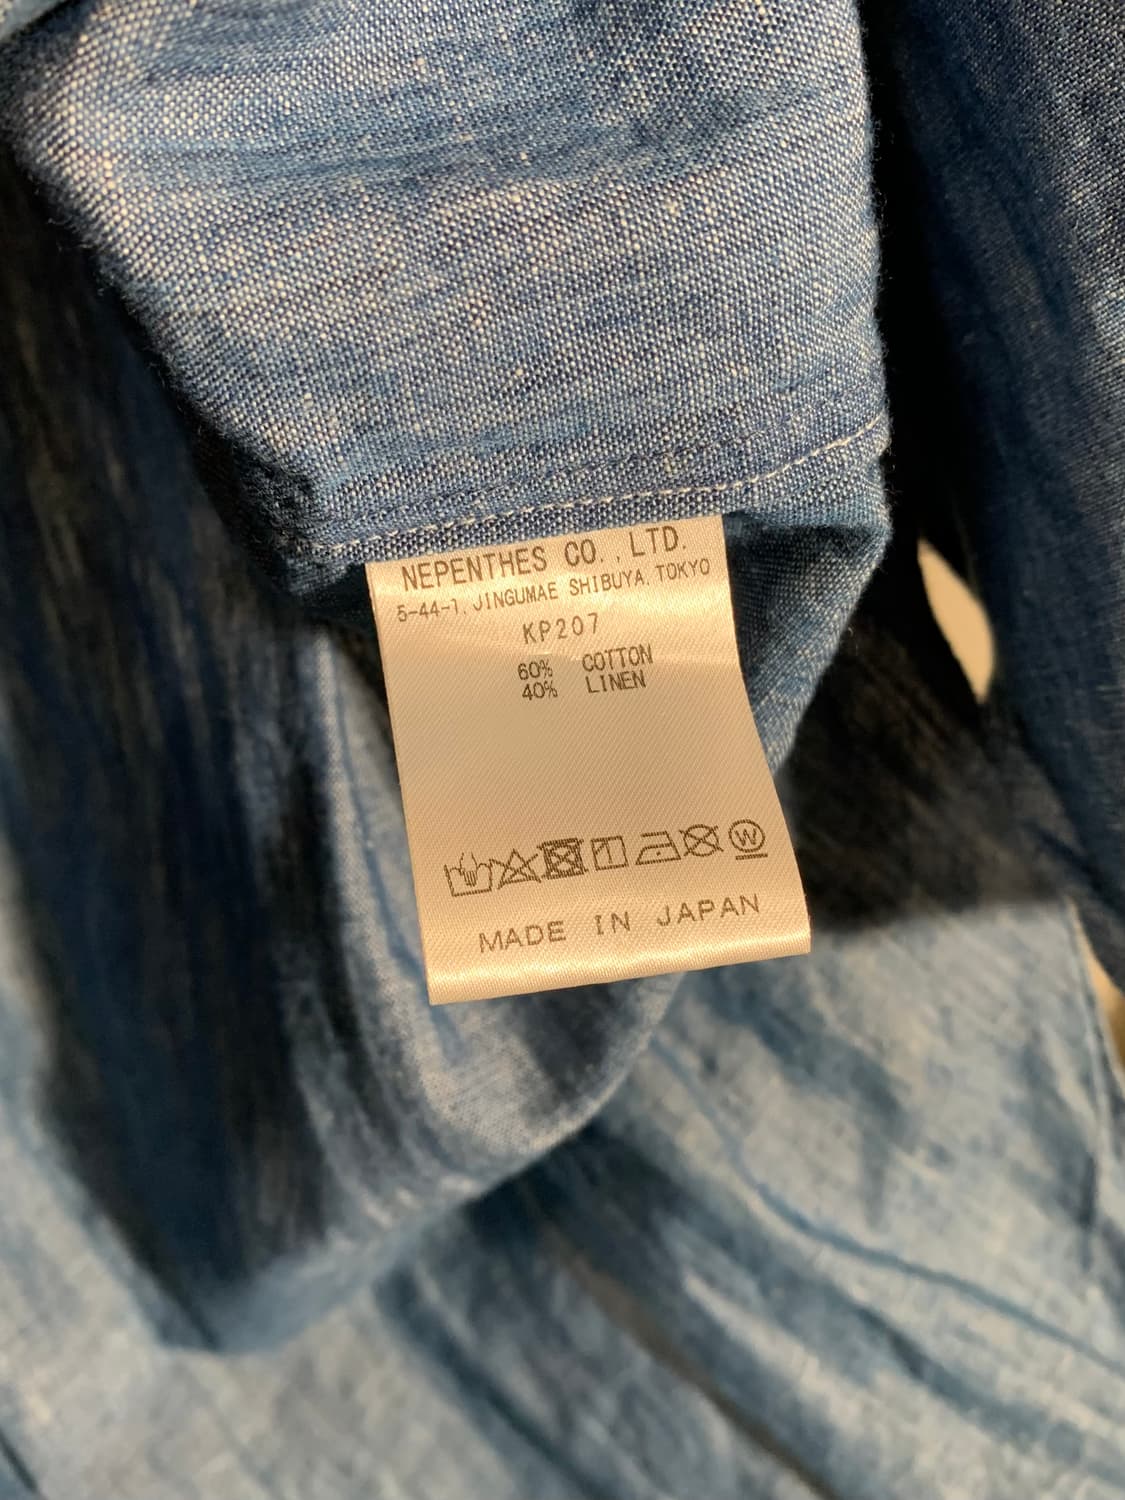 NEPENTHES CO.,LTD.
5-44-1, JINGUMAE SHIBUYA, TOKYO
KP207
60% COTTON
40% LINEN
W
MADE IN JAPAN